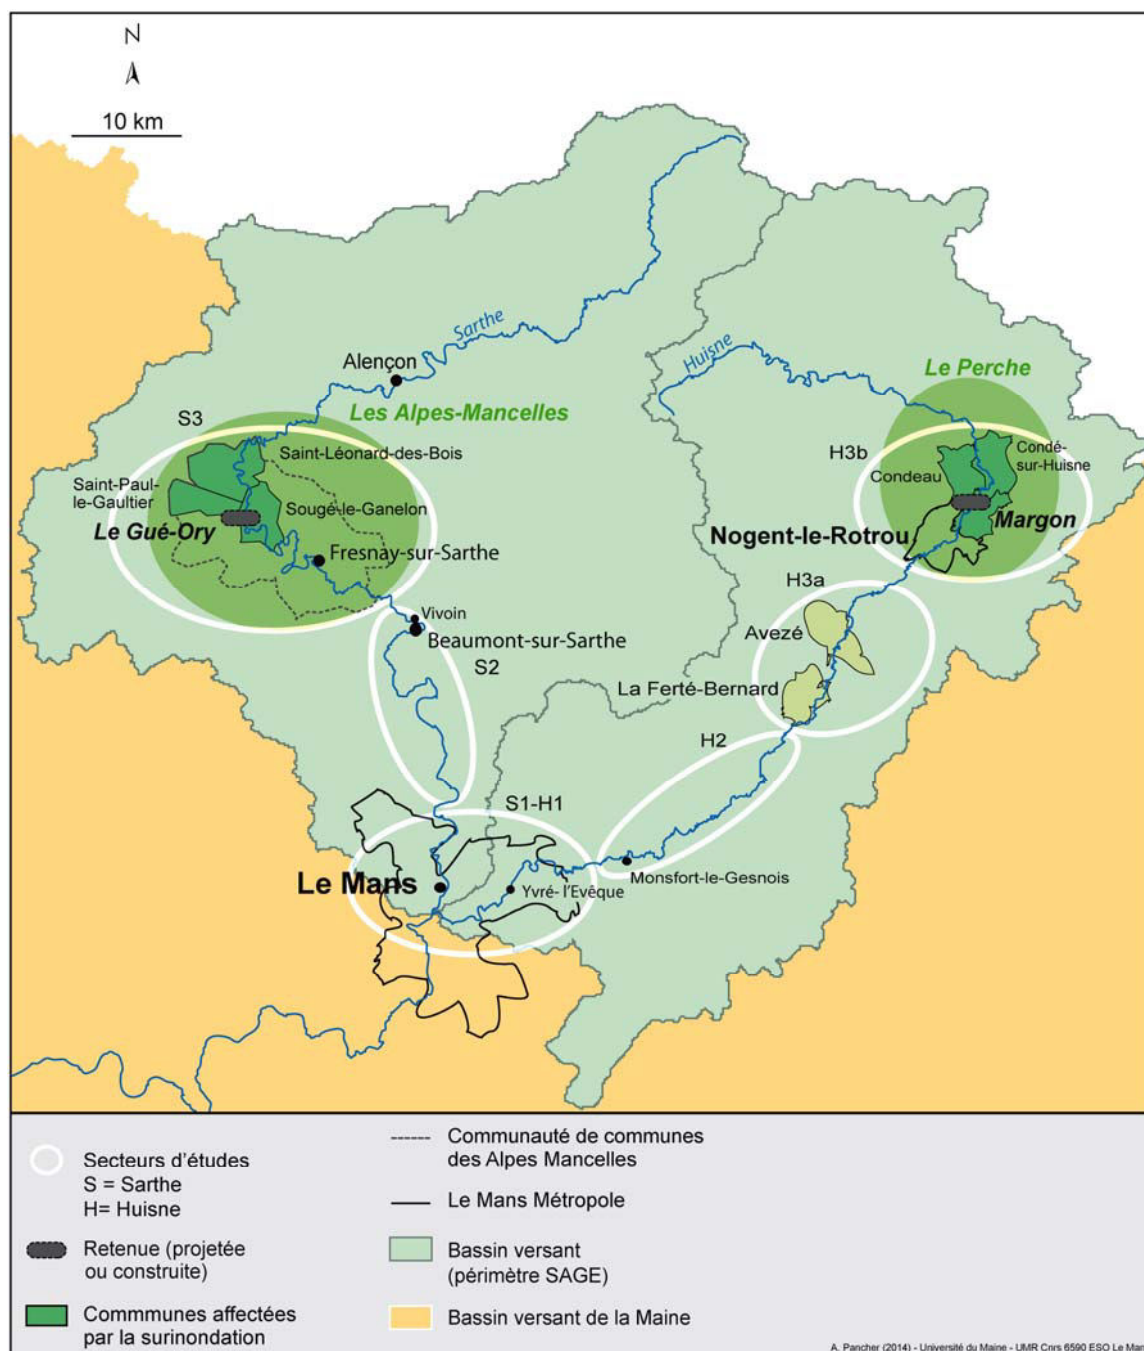 N
10 km
Sarthe
Huisne
Alençon
Le Perche
Les Alpes-Mancelles
S3
Saint-Léonard-des-Bois
H3b
Condé-
sur-Huisne
Condeau
Saint-Paul-
le-Gaultier
Sougé-le-Ganelon
Le Gué-Ory
Margon
Nogent-le-Rotrou
Fresnay-sur-Sarthe
H3a
Vivoin
Avezé
Beaumont-sur-Sarthe
S2
La Ferté-Bernard
H2
S1-H1
Le Mans
Yvré- l'Evêque
Monsfort-le-Gesnois
Secteurs d'études
S = Sarthe
H= Huisne
Retenue (projetée
ou construite)
Commmunes affectées
par la surinondation
Communauté de communes
des Alpes Mancelles
Le Mans Métropole
Bassin versant
(périmètre SAGE)
Bassin versant de la Maine
A. Pancher (2014) - Université du Maine - UMR Cnrs 6590 ESO Le Man